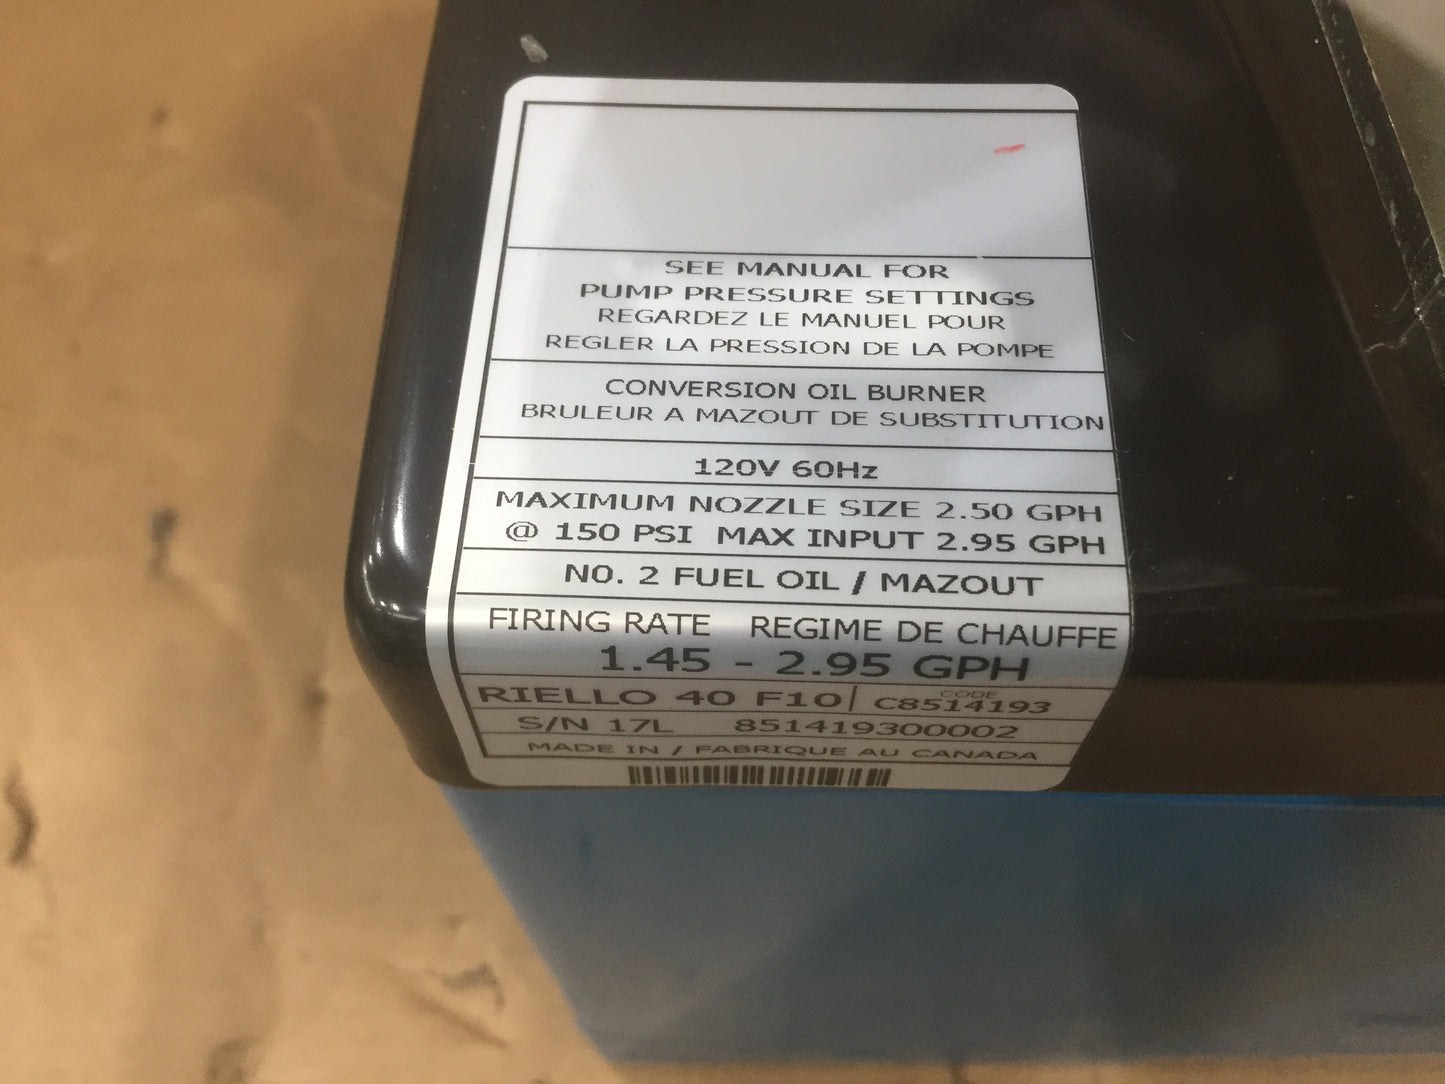 SEE MANUAL FOR
PUMP PRESSURE SETTINGS
REGARDEZ LE MANUEL POUR
REGLER LA PRESSION DE LA POMPE
CONVERSION OIL BURNER
BRULEUR A MAZOUT DE SUBSTITUTION
120V 60Hz
MAXIMUM NOZZLE SIZE 2.50 GPH
@ 150 PSI MAX INPUT 2.95 GPH
NO. 2 FUEL OIL / MAZOUT
FIRING RATE REGIME DE CHAUFFE
1.45 - 2.95 GPH
RIELLO 40 F10
CODE
C8514193
S/N 17L 851419300002
MADE IN / FABRIQUE AU CANADA